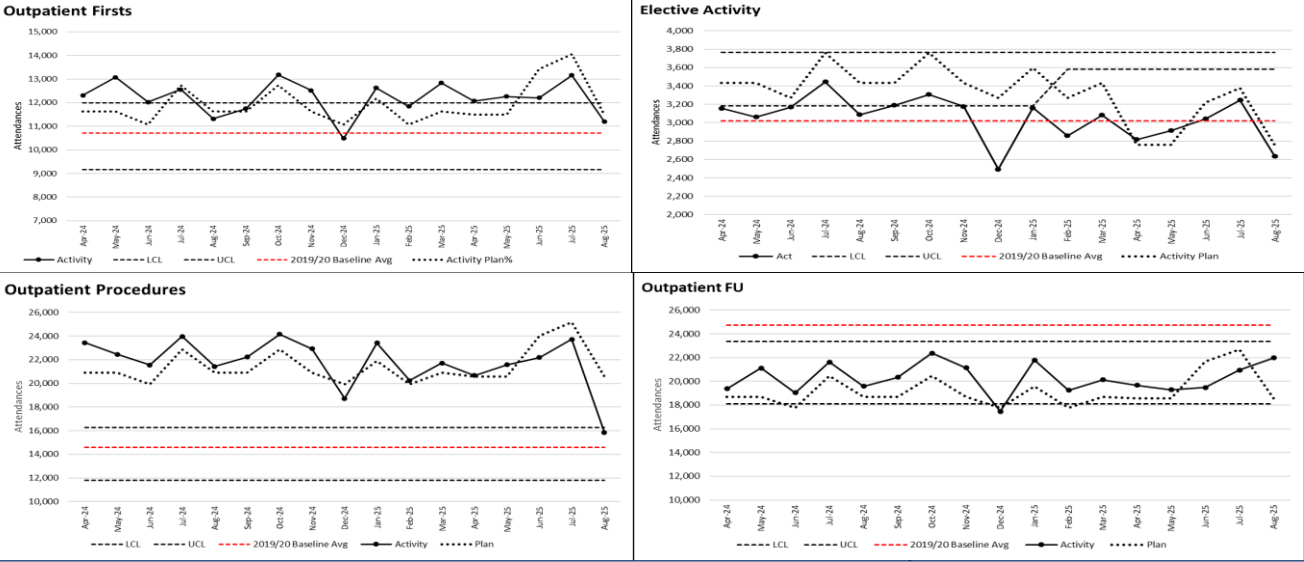 Outpatient Firsts
15,000
14,000
13,000
12,000
11,000
10,000
9,000
8,000
7,000
Attendances
Apr-24 May-24 Jun-24 Jul-24 Aug-24 Sep-24 Oct-24 Nov-24 Dec-24 Jan-25 Feb-25 Mar-25 Apr-25 May-25 Jun-25 Jul-25 Aug-25
Activity LCL UCL 2019/20 Baseline Avg Activity Plan%
Elective Activity
4,000
3,800
3,600
3,400
3,200
3,000
2,800
2,600
2,400
2,200
2,000
Attendances
Apr-24 May-24 Jun-24 Jul-24 Aug-24 Sep-24 Oct-24 Nov-24 Dec-24 Jan-25 Feb-25 Mar-25 Apr-25 May-25 Jun-25 Jul-25 Aug-25
Act LCL UCL 2019/20 Baseline Avg Activity Plan
Outpatient Procedures
26,000
24,000
22,000
20,000
18,000
16,000
14,000
12,000
10,000
Attendances
Apr-24 May-24 Jun-24 Jul-24 Aug-24 Sep-24 Oct-24 Nov-24 Dec-24 Jan-25 Feb-25 Mar-25 Apr-25 May-25 Jun-25 Jul-25 Aug-25
LCL UCL 2019/20 Baseline Avg Activity Plan
Outpatient FU
26,000
24,000
22,000
20,000
18,000
16,000
14,000
12,000
10,000
Attendances
Apr-24 May-24 Jun-24 Jul-24 Aug-24 Sep-24 Oct-24 Nov-24 Dec-24 Jan-25 Feb-25 Mar-25 Apr-25 May-25 Jun-25 Jul-25 Aug-25
LCL UCL 2019/20 Baseline Avg Activity Plan